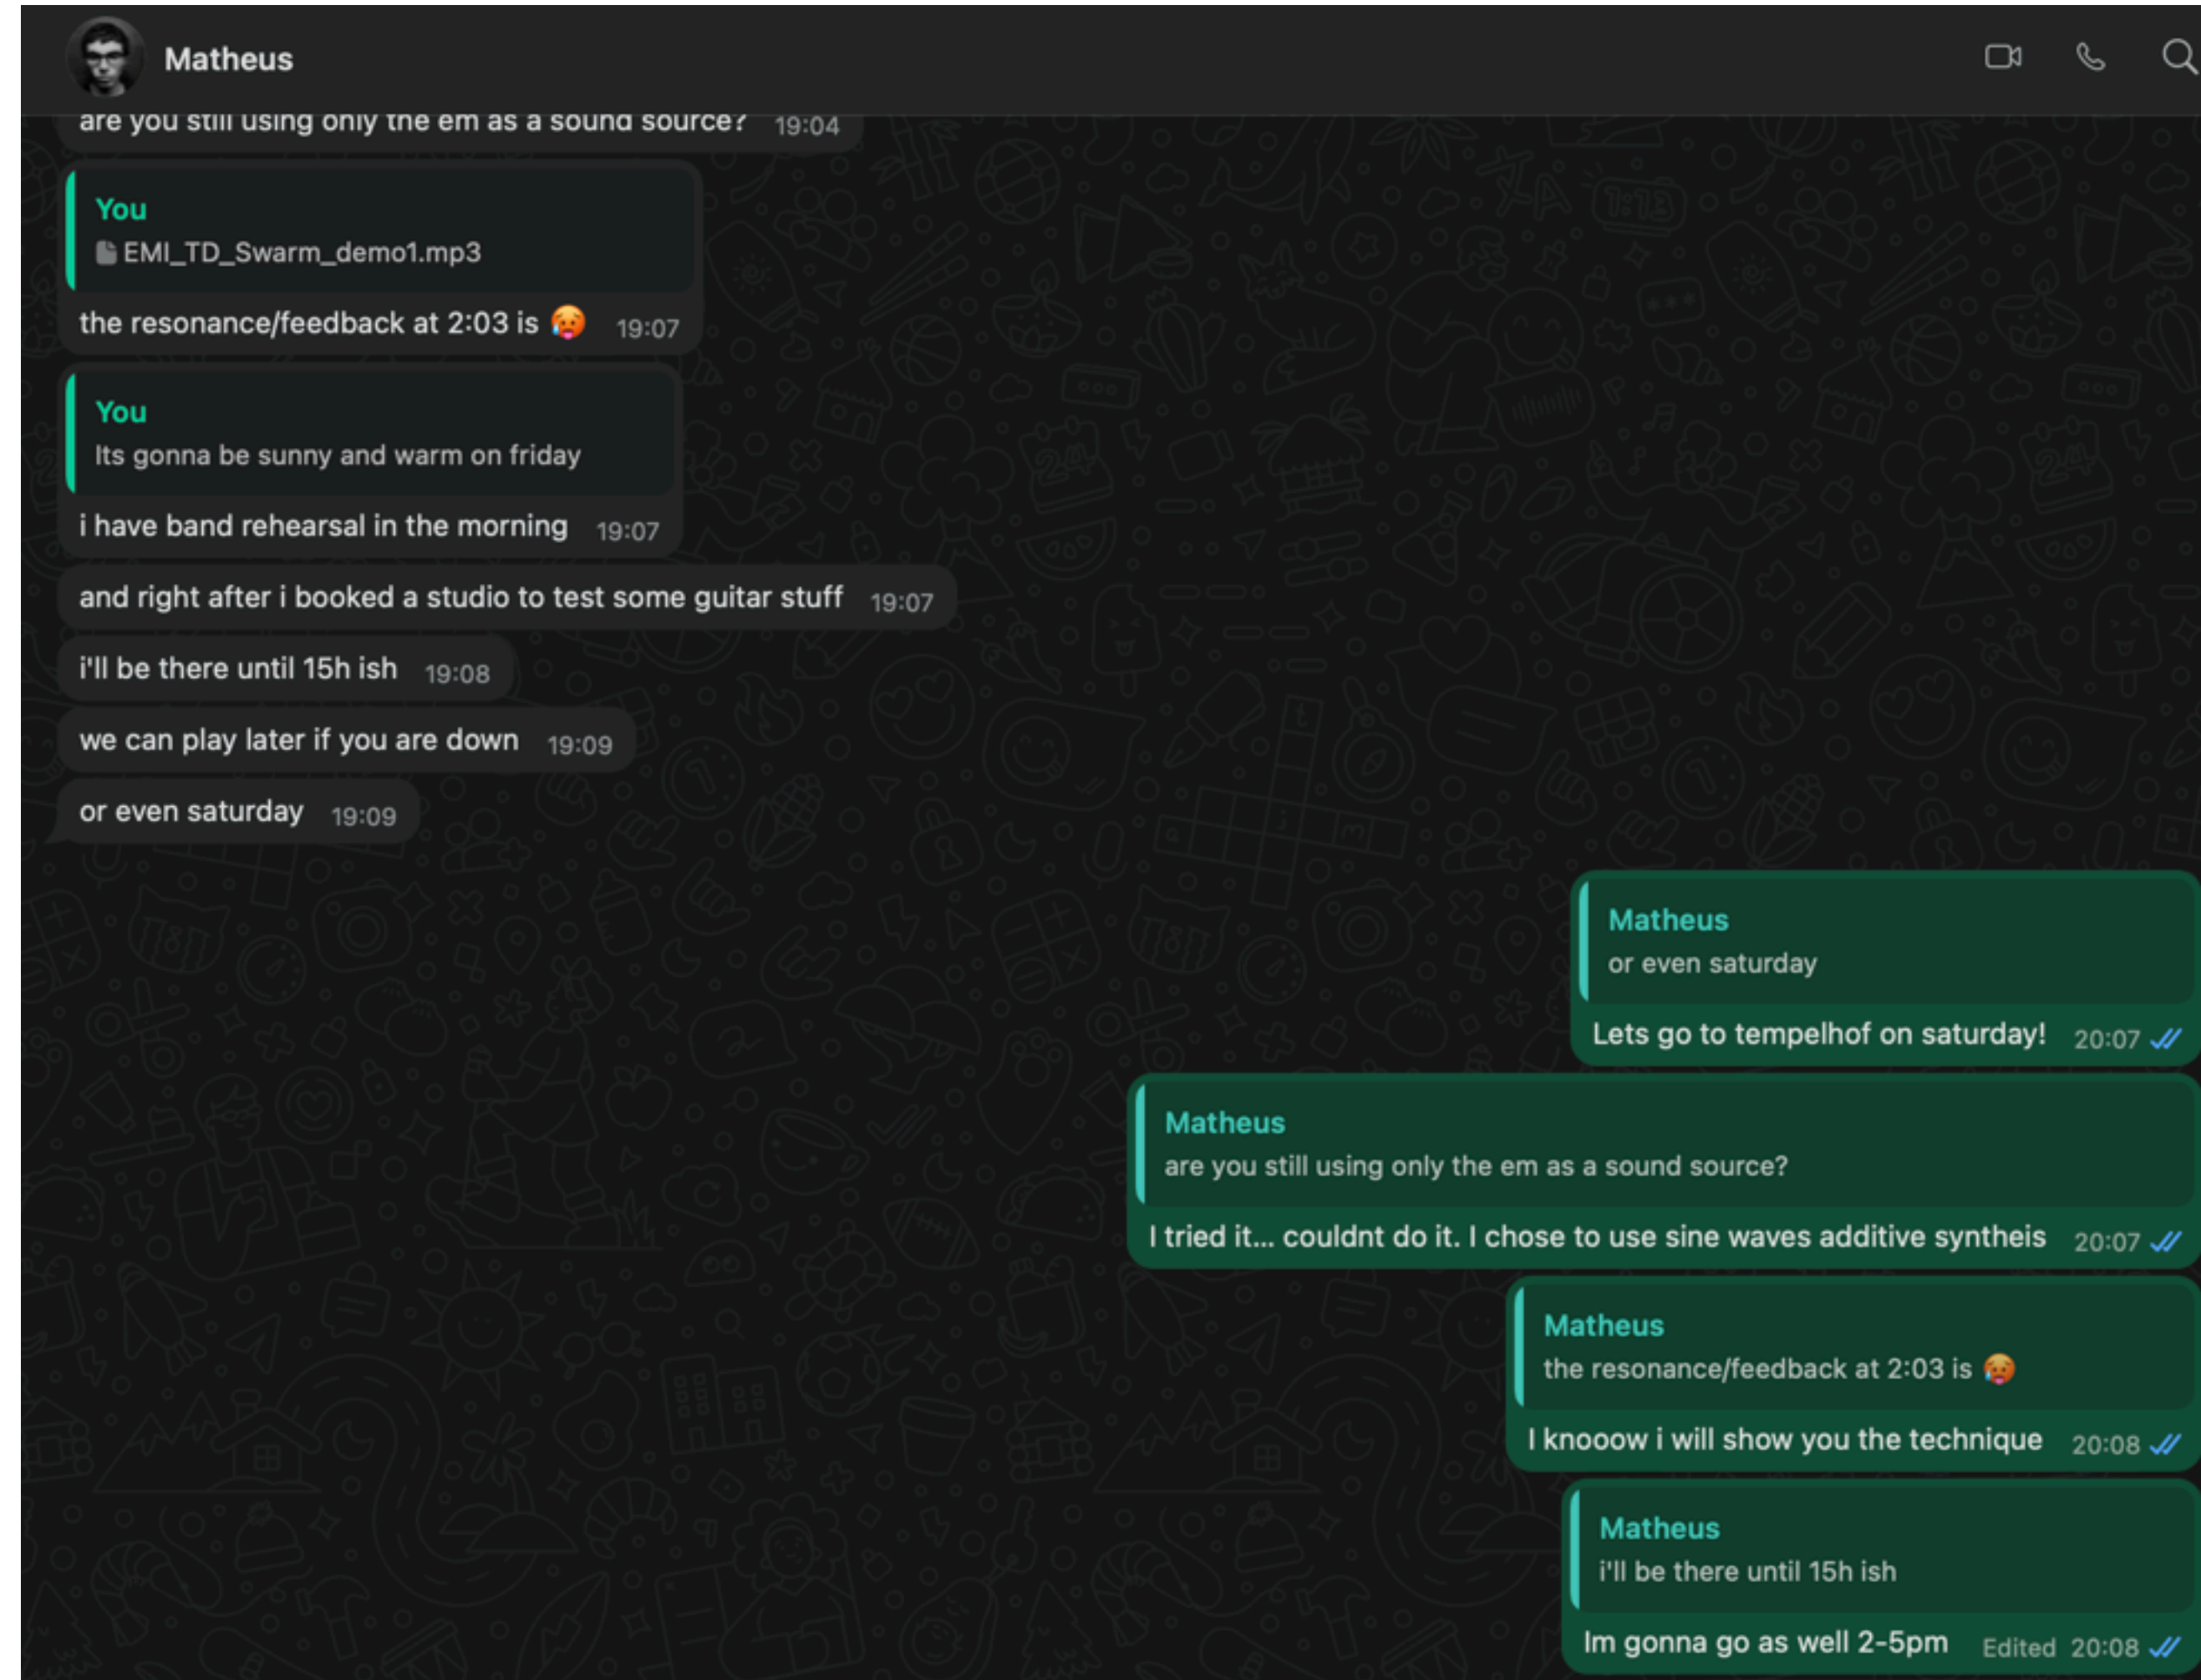 Matheus
are you still using only the em as a sound source? 19:04
You
EMI_TD_Swarm_demo1.mp3
the resonance/feedback at 2:03 is 🥵 19:07
You
Its gonna be sunny and warm on friday
i have band rehearsal in the morning 19:07
and right after i booked a studio to test some guitar stuff 19:07
i'll be there until 15h ish 19:08
we can play later if you are down 19:09
or even saturday 19:09
Matheus
or even saturday
Lets go to tempelhof on saturday! 20:07
Matheus
are you still using only the em as a sound source?
I tried it... couldnt do it. I chose to use sine waves additive syntheis 20:07
Matheus
the resonance/feedback at 2:03 is 🥵
I knooow i will show you the technique 20:08
Matheus
i'll be there until 15h ish
Im gonna go as well 2-5pm Edited 20:08